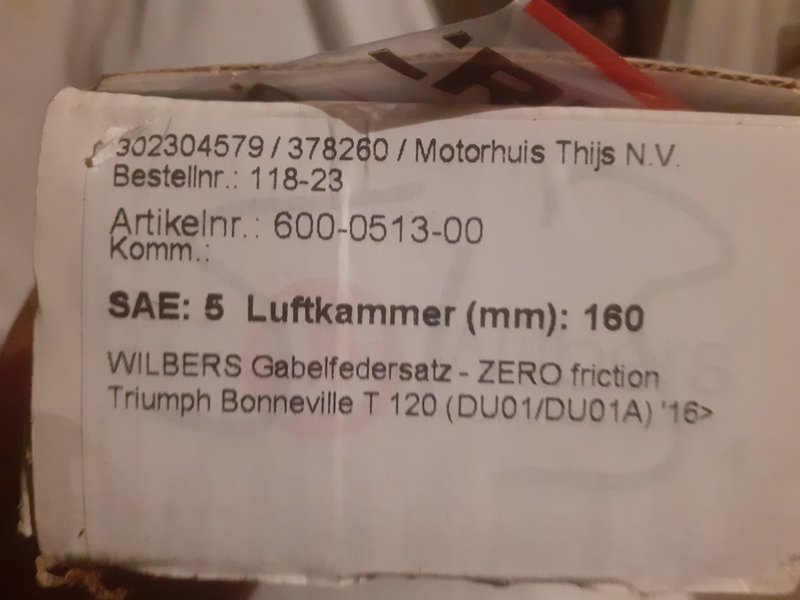 302304579 / 378260 / Motorhuis Thijs N.V.
Bestellnr.: 118-23
Artikelnr.: 600-0513-00
Komm.:
SAE: 5 Luftkammer (mm): 160
WILBERS Gabelfedersatz - ZERO friction
Triumph Bonneville T 120 (DU01/DU01A) '16>